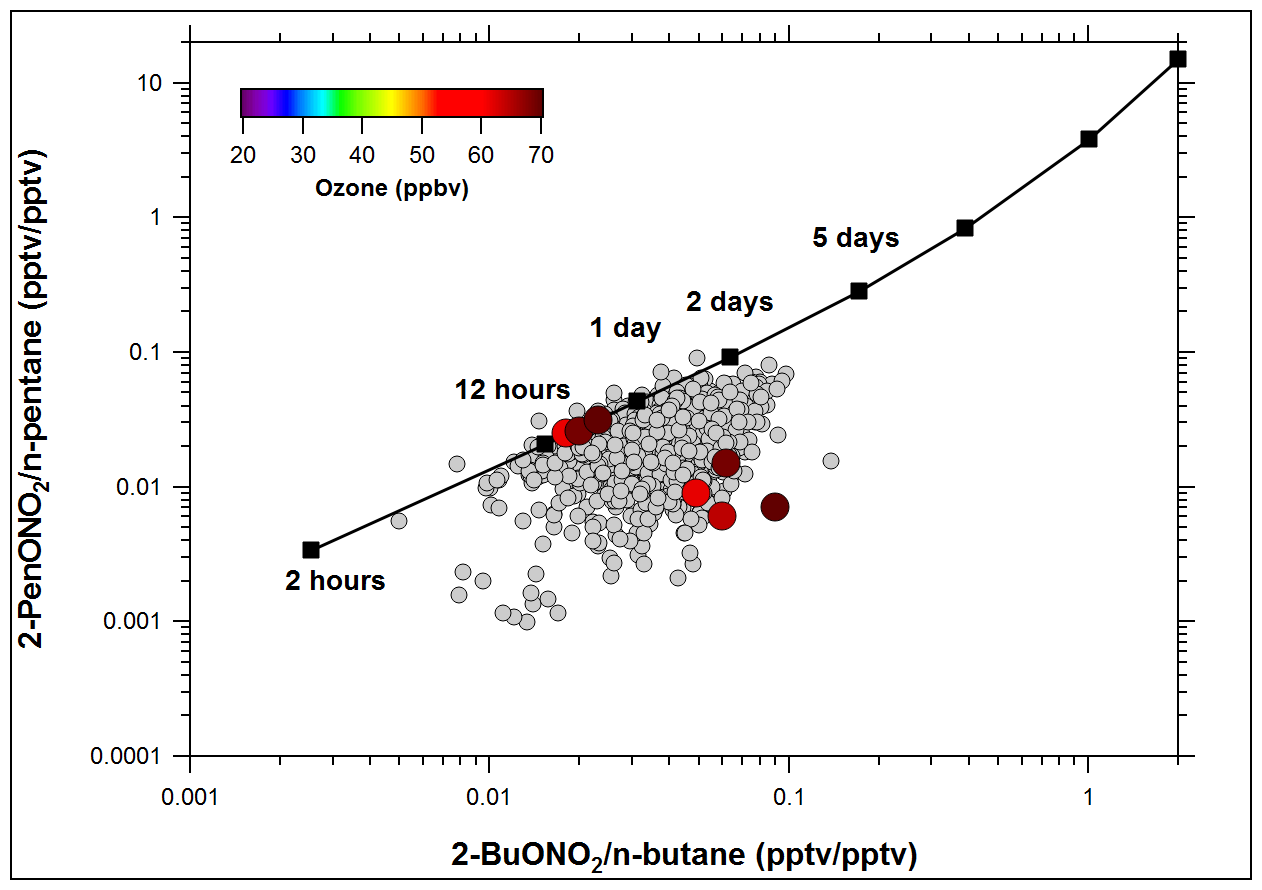 10
1
0.1
0.01
0.001
0.0001
2-PenONO2/n-pentane (pptv/pptv)
20 30 40 50 60 70
Ozone (ppbv)
5 days
2 days
1 day
12 hours
2 hours
0.001 0.01 0.1 1
2-BuONO2/n-butane (pptv/pptv)